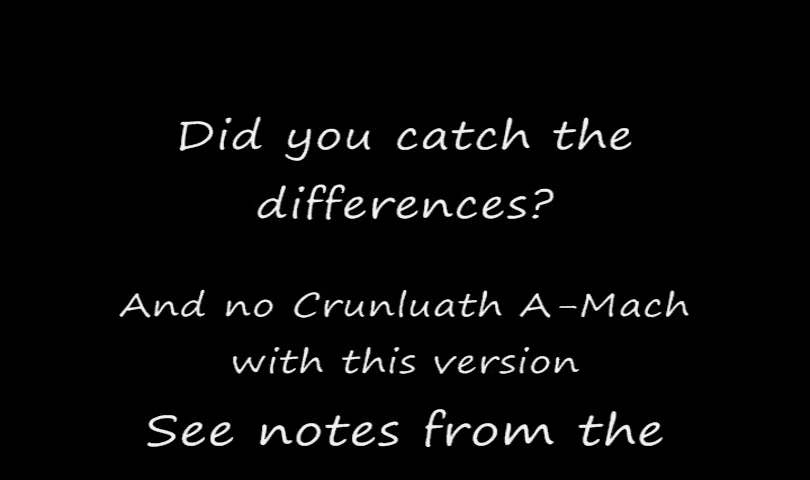 Did you catch the
differences?
And no Crunluath A-Mach
with this version
See notes from the